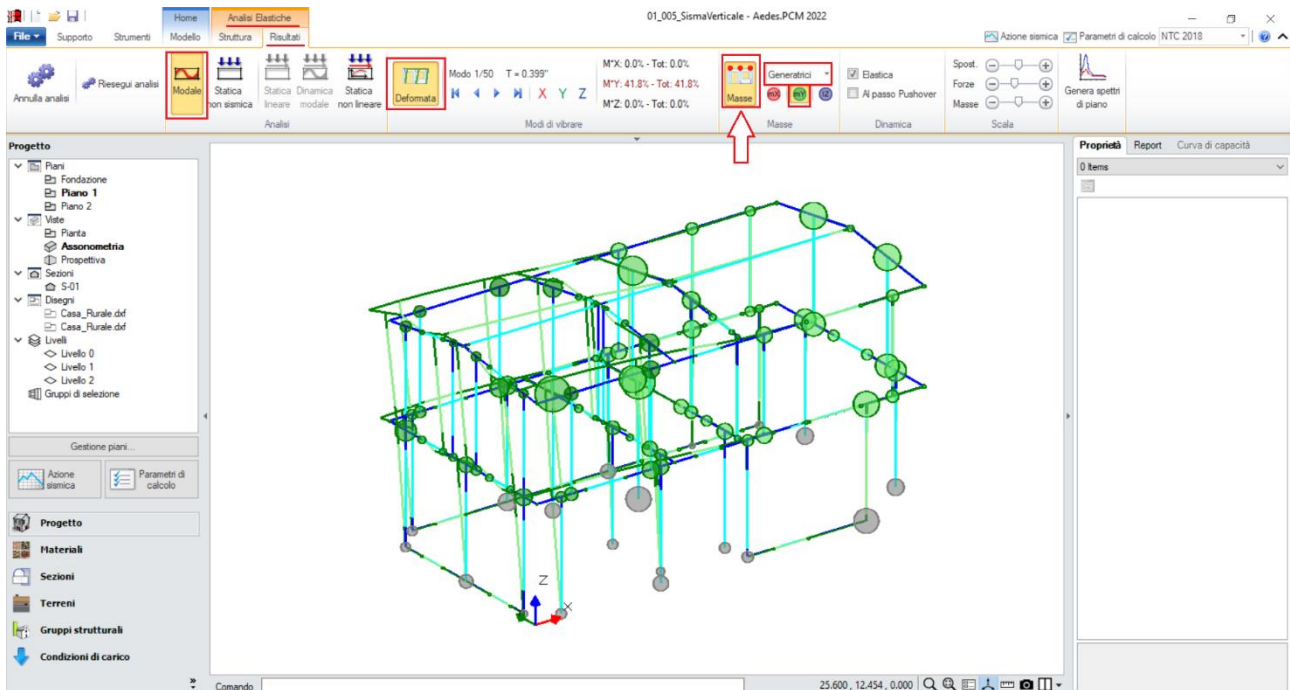 01_005_SismaVerticale - Aedes.PCM 2022
Home
Analisi Elastiche
File
Supporto
Strumenti
Modello
Struttura
Risultati
Azione sismica
Parametri di calcolo
NTC 2018
Annulla analisi
Riesegui analisi
Modale
Statica non sismica
Statica lineare
Dinamica modale
Statica non lineare
Analisi
Deformata
Modo 1/50 T = 0.399"
X Y Z
M*X: 0.0% - Tot: 0.0%
M*Y: 41.8% - Tot: 41.8%
M*Z: 0.0% - Tot: 0.0%
Modi di vibrare
Masse
Generatrici
mX
mY
IZ
Masse
Elastica
Al passo Pushover
Dinamica
Spost.
Forze
Masse
Scala
Genera spettri di piano
Progetto
Piani
Fondazione
Piano 1
Piano 2
Viste
Pianta
Assonometria
Prospettiva
Sezioni
S-01
Disegni
Casa_Rurale.dxf
Casa_Rurale.dxf
Livelli
Livello 0
Livello 1
Livello 2
Gruppi di selezione
Gestione piani...
Azione sismica
Parametri di calcolo
Progetto
Materiali
Sezioni
Terreni
Gruppi strutturali
Condizioni di carico
Z
X
Proprietà
Report
Curva di capacità
0 Items
Comando
25.600 , 12.454 , 0.000